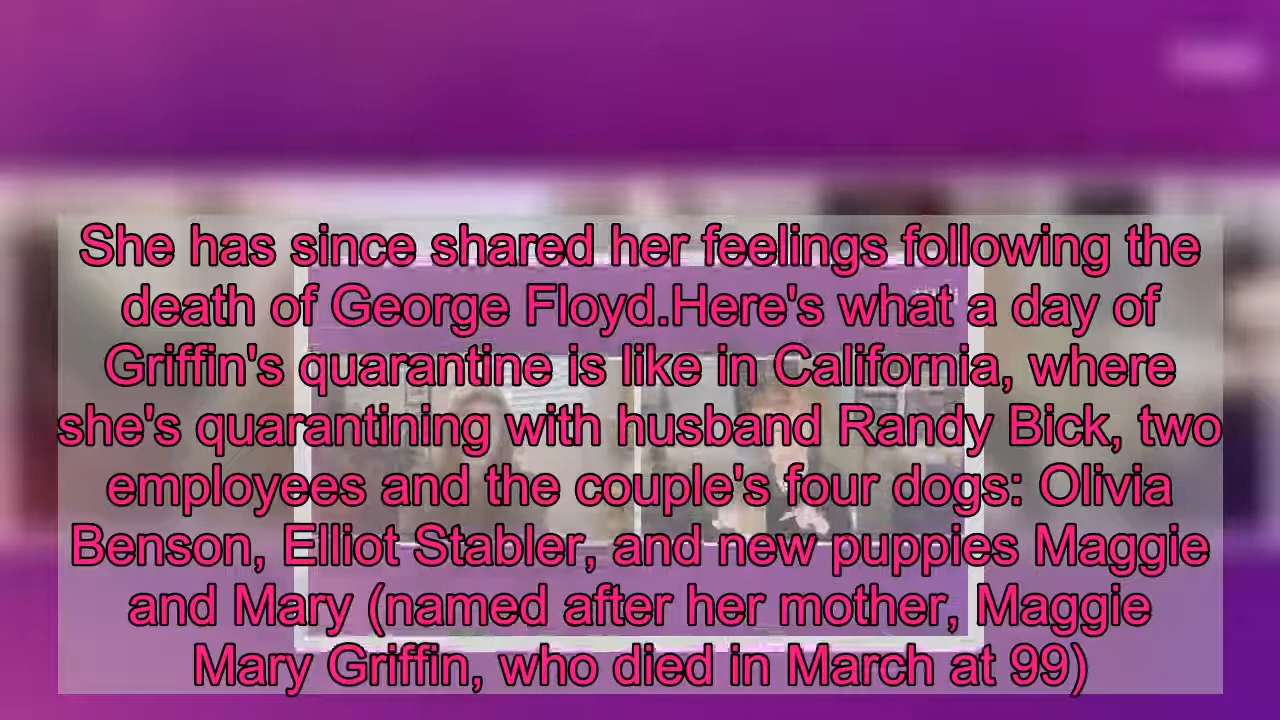 She has since shared her feelings following the
death of George Floyd.Here's what a day of
Griffin's quarantine is like in California, where
she's quarantining with husband Randy Bick, two
employees and the couple's four dogs: Olivia
Benson, Elliot Stabler, and new puppies Maggie
and Mary (named after her mother, Maggie
Mary Griffin, who died in March at 99)